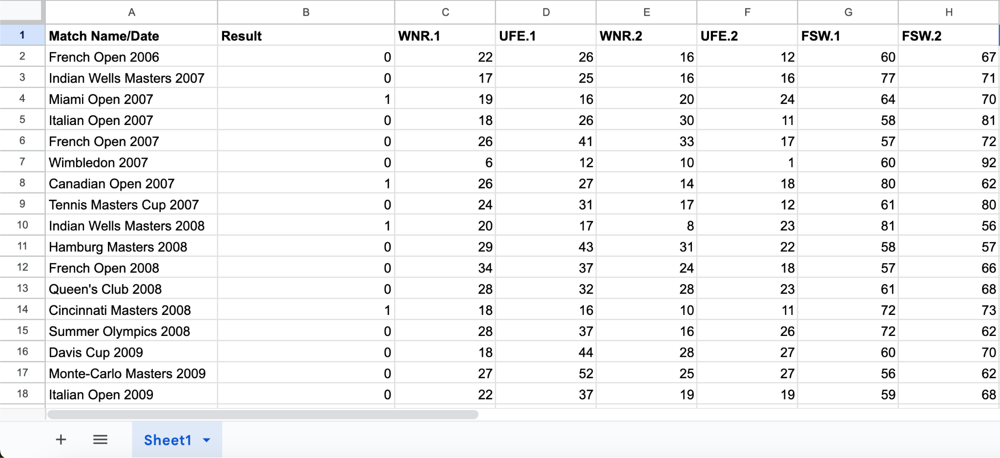 A B C D E F G H
1 Match Name/Date Result WNR.1 UFE.1 WNR.2 UFE.2 FSW.1 FSW.2
2 French Open 2006 0 22 26 16 12 60 67
3 Indian Wells Masters 2007 0 17 25 16 16 77 71
4 Miami Open 2007 1 19 16 20 24 64 70
5 Italian Open 2007 0 18 26 30 11 58 81
6 French Open 2007 0 26 41 33 17 57 72
7 Wimbledon 2007 0 6 12 10 1 60 92
8 Canadian Open 2007 1 26 27 14 18 80 62
9 Tennis Masters Cup 2007 0 24 31 17 12 61 80
10 Indian Wells Masters 2008 1 20 17 8 23 81 56
11 Hamburg Masters 2008 0 29 43 31 22 58 57
12 French Open 2008 0 34 37 24 18 57 66
13 Queen's Club 2008 0 28 32 28 23 61 68
14 Cincinnati Masters 2008 1 18 16 10 11 72 73
15 Summer Olympics 2008 0 28 37 16 26 72 62
16 Davis Cup 2009 0 18 44 28 27 60 70
17 Monte-Carlo Masters 2009 0 27 52 25 27 56 62
18 Italian Open 2009 0 22 37 19 19 59 68
Sheet1